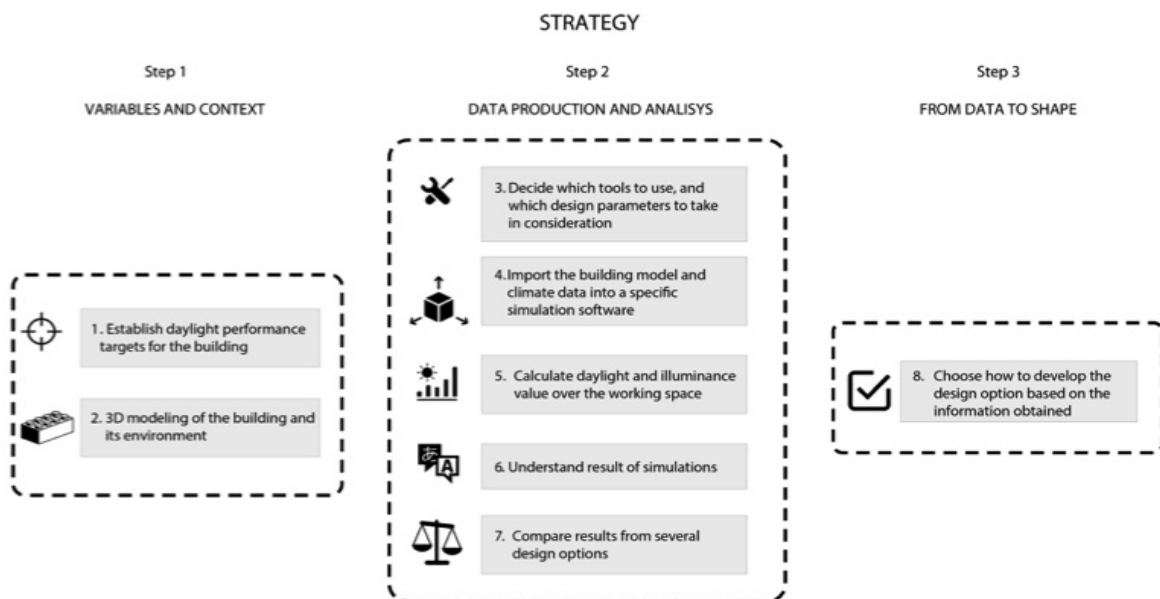 STRATEGY
Step 1
VARIABLES AND CONTEXT
1. Establish daylight performance
targets for the building
2. 3D modeling of the building and
its environment
Step 2
DATA PRODUCTION AND ANALISYS
3. Decide which tools to use, and
which design parameters to take
in consideration
4. Import the building model and
climate data into a specific
simulation software
5. Calculate daylight and illuminance
value over the working space
あ
A
6. Understand result of simulations
7. Compare results from several
design options
Step 3
FROM DATA TO SHAPE
8. Choose how to develop the
design option based on the
information obtained